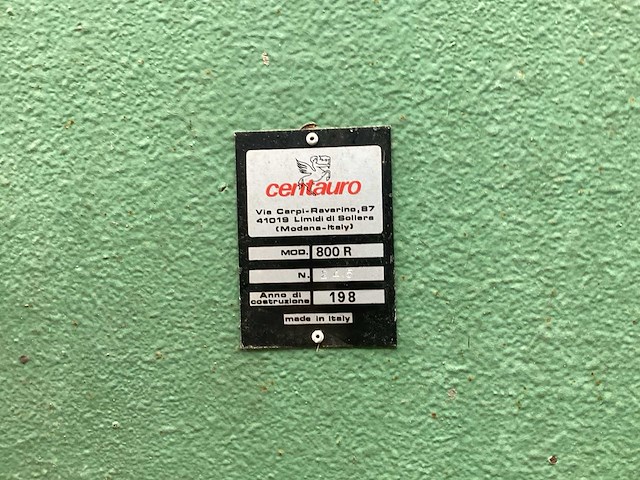 centauro
Via Carpi-Ravarino, 87
41019 Limidi di Soliera
(Modena-Italy)
MOD. 800 R
N.
Anno di
costruzione 198
made in Italy